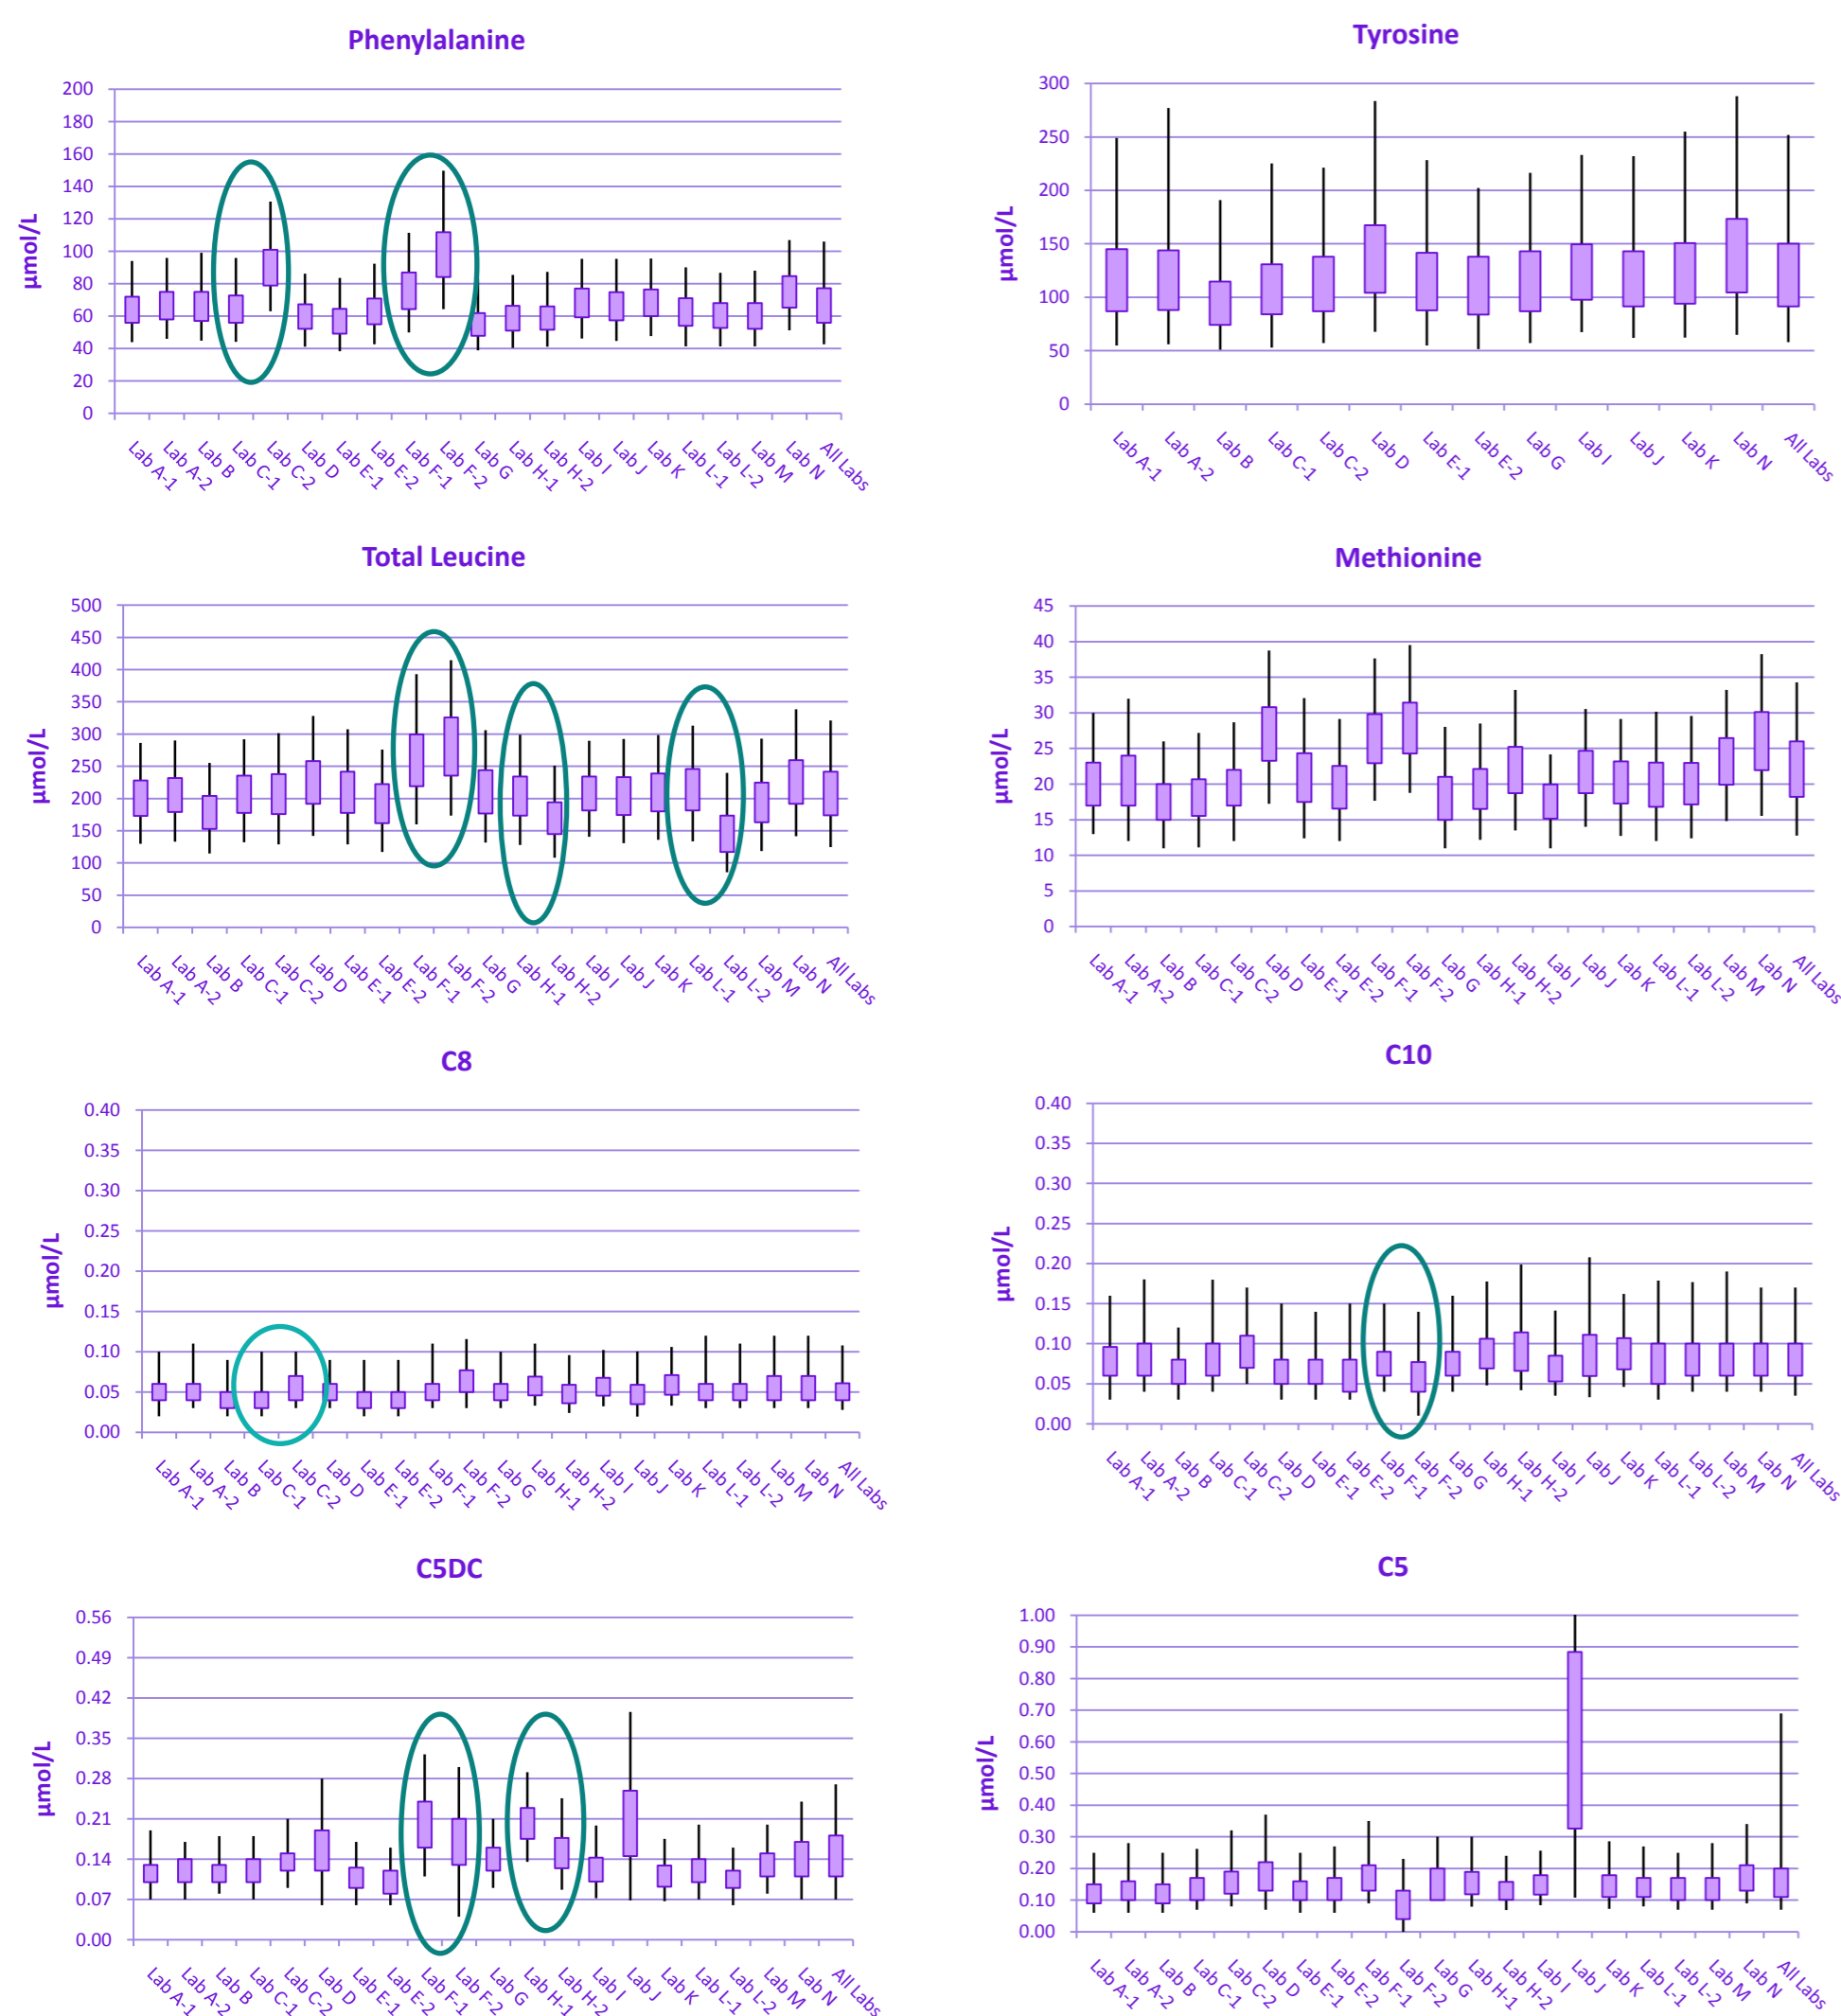 Phenylalanine
µmol/L
200
180
160
140
120
100
80
60
40
20
0
Lab A-1
Lab A-2
Lab B
Lab C-1
Lab C-2
Lab D
Lab E-1
Lab E-2
Lab F-1
Lab F-2
Lab G
Lab H-1
Lab H-2
Lab I
Lab J
Lab K
Lab L-1
Lab L-2
Lab M
Lab N
All Labs
Tyrosine
µmol/L
300
250
200
150
100
50
0
Lab A-1
Lab A-2
Lab B
Lab C-1
Lab C-2
Lab D
Lab E-1
Lab E-2
Lab G
Lab I
Lab J
Lab K
Lab N
All Labs
Total Leucine
µmol/L
500
450
400
350
300
250
200
150
100
50
0
Lab A-1
Lab A-2
Lab B
Lab C-1
Lab C-2
Lab D
Lab E-1
Lab E-2
Lab F-1
Lab F-2
Lab G
Lab H-1
Lab H-2
Lab I
Lab J
Lab K
Lab L-1
Lab L-2
Lab M
Lab N
All Labs
Methionine
µmol/L
45
40
35
30
25
20
15
10
5
0
Lab A-1
Lab A-2
Lab B
Lab C-1
Lab C-2
Lab D
Lab E-1
Lab E-2
Lab F-1
Lab F-2
Lab G
Lab H-1
Lab H-2
Lab I
Lab J
Lab K
Lab L-1
Lab L-2
Lab M
Lab N
All Labs
C8
µmol/L
0.40
0.35
0.30
0.25
0.20
0.15
0.10
0.05
0.00
Lab A-1
Lab A-2
Lab B
Lab C-1
Lab C-2
Lab D
Lab E-1
Lab E-2
Lab F-1
Lab F-2
Lab G
Lab H-1
Lab H-2
Lab I
Lab J
Lab K
Lab L-1
Lab L-2
Lab M
Lab N
All Labs
C10
µmol/L
0.40
0.35
0.30
0.25
0.20
0.15
0.10
0.05
0.00
Lab A-1
Lab A-2
Lab B
Lab C-1
Lab C-2
Lab D
Lab E-1
Lab E-2
Lab F-1
Lab F-2
Lab G
Lab H-1
Lab H-2
Lab I
Lab J
Lab K
Lab L-1
Lab L-2
Lab M
Lab N
All Labs
C5DC
µmol/L
0.56
0.49
0.42
0.35
0.28
0.21
0.14
0.07
0.00
Lab A-1
Lab A-2
Lab B
Lab C-1
Lab C-2
Lab D
Lab E-1
Lab E-2
Lab F-1
Lab F-2
Lab G
Lab H-1
Lab H-2
Lab I
Lab J
Lab K
Lab L-1
Lab L-2
Lab M
Lab N
All Labs
C5
µmol/L
1.00
0.90
0.80
0.70
0.60
0.50
0.40
0.30
0.20
0.10
0.00
Lab A-1
Lab A-2
Lab B
Lab C-1
Lab C-2
Lab D
Lab E-1
Lab E-2
Lab F-1
Lab F-2
Lab G
Lab H-1
Lab H-2
Lab I
Lab J
Lab K
Lab L-1
Lab L-2
Lab M
Lab N
All Labs